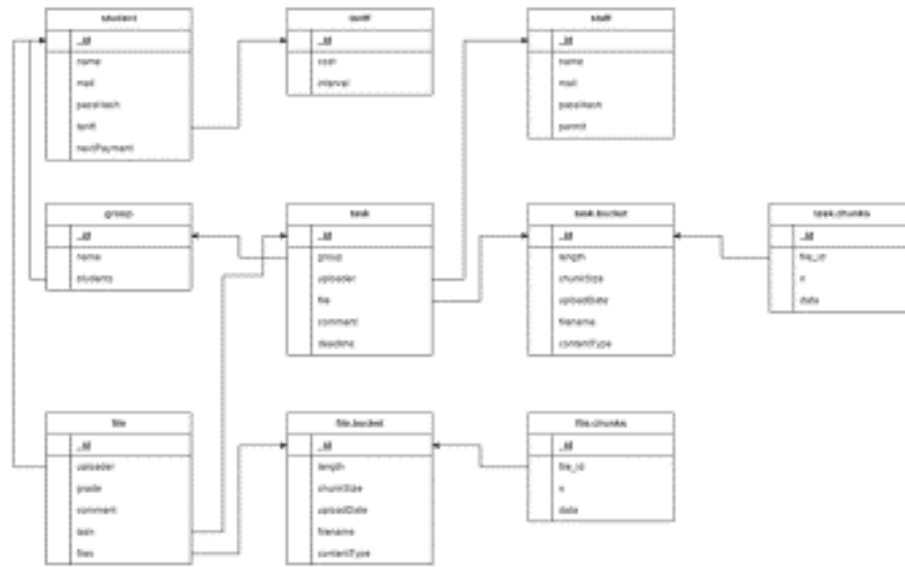 student
_id
name
mail
passHash
tariff
nextPayment
tariff
_id
cost
interval
staff
_id
name
mail
passHash
permit
group
_id
name
students
task
_id
group
uploader
file
comment
deadline
task.bucket
_id
length
chunkSize
uploadDate
filename
contentType
task.chunks
_id
file_id
n
data
file
_id
uploader
grade
comment
task
files
file.bucket
_id
length
chunkSize
uploadDate
filename
contentType
file.chunks
_id
file_id
n
data